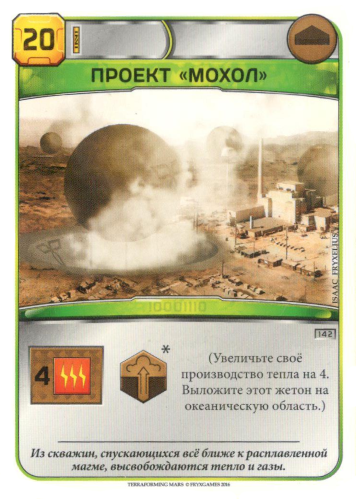 20
ПРОЕКТ «МОХОЛ»
ISAAC FRYXELIUS
10001110
142
4
*
(Увеличьте своё
производство тепла на 4.
Выложите этот жетон на
океаническую область.)
Из скважин, спускающихся всё ближе к расплавленной
магме, высвобождаются тепло и газы.
TERRAFORMING MARS © FRYXGAMES 2016